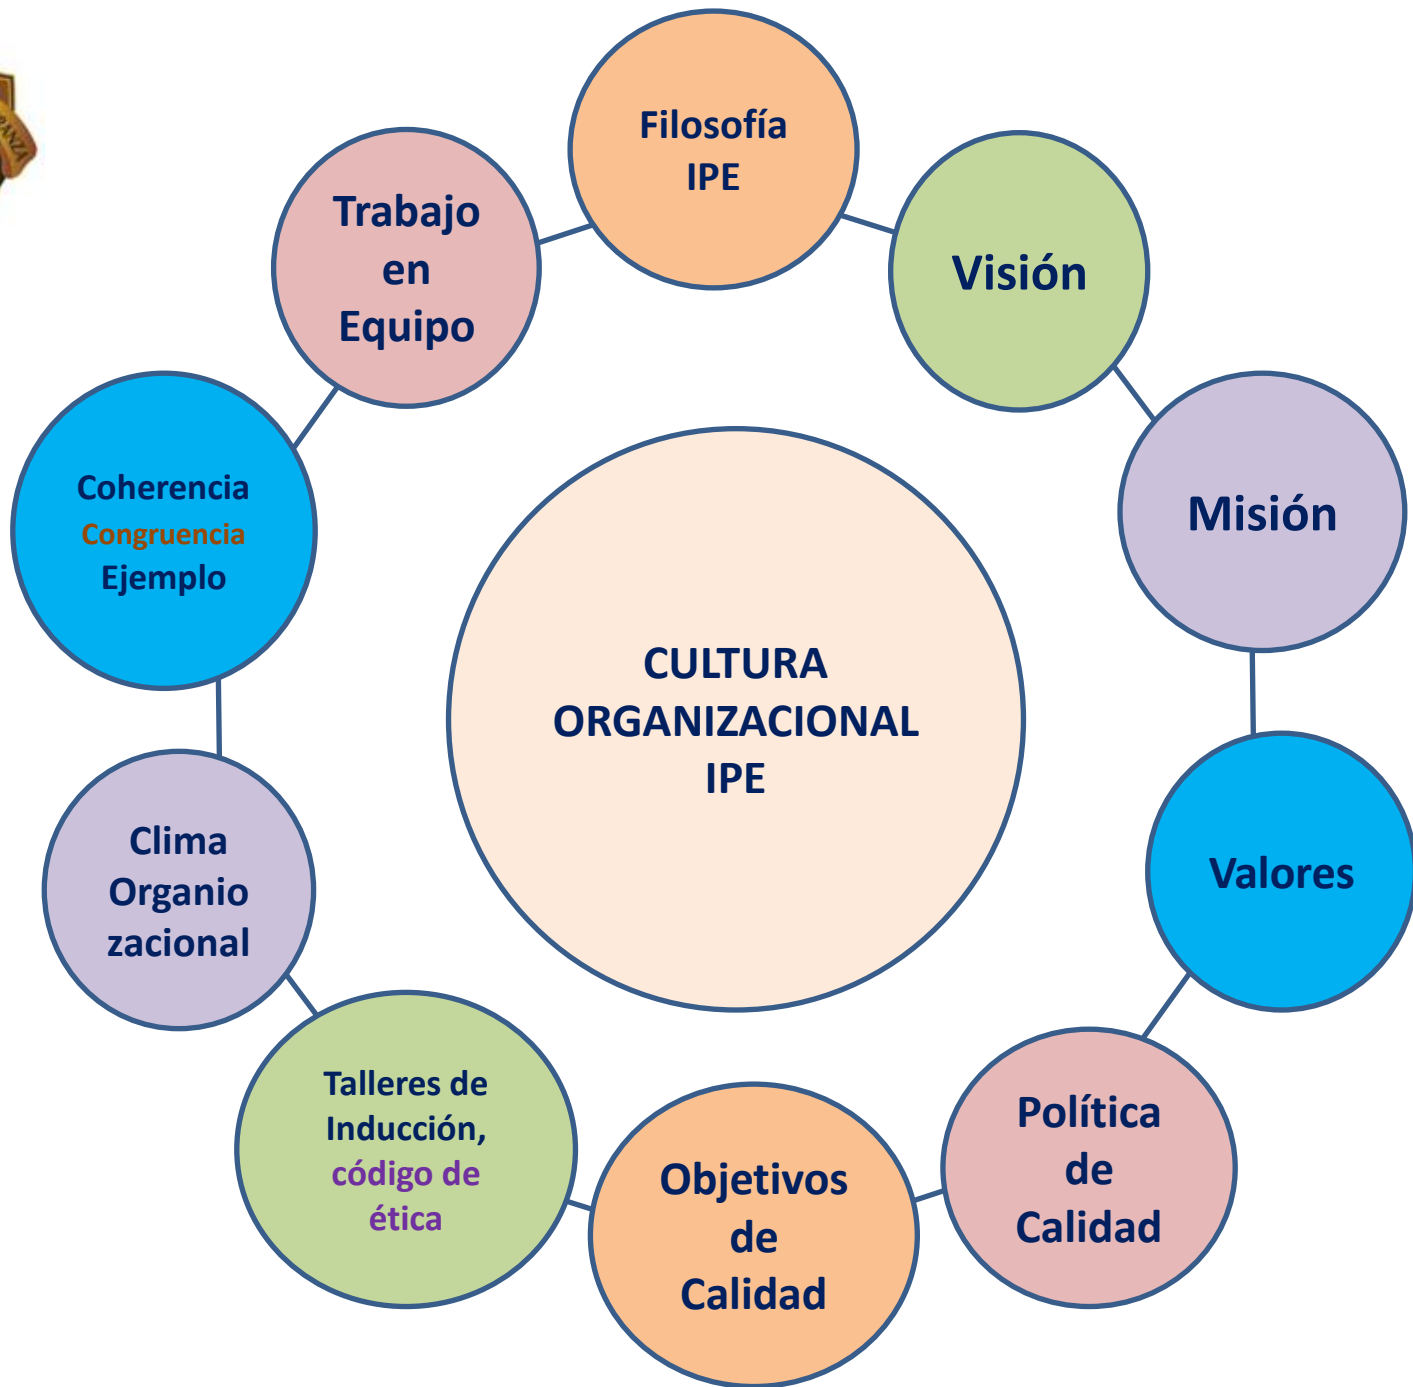 Filosofía
IPE
Visión
Misión
Valores
Política
de
Calidad
Objetivos
de
Calidad
Talleres de
Inducción,
código de
ética
Clima
Organio
zacional
Coherencia
Congruencia
Ejemplo
Trabajo
en
Equipo
CULTURA
ORGANIZACIONAL
IPE